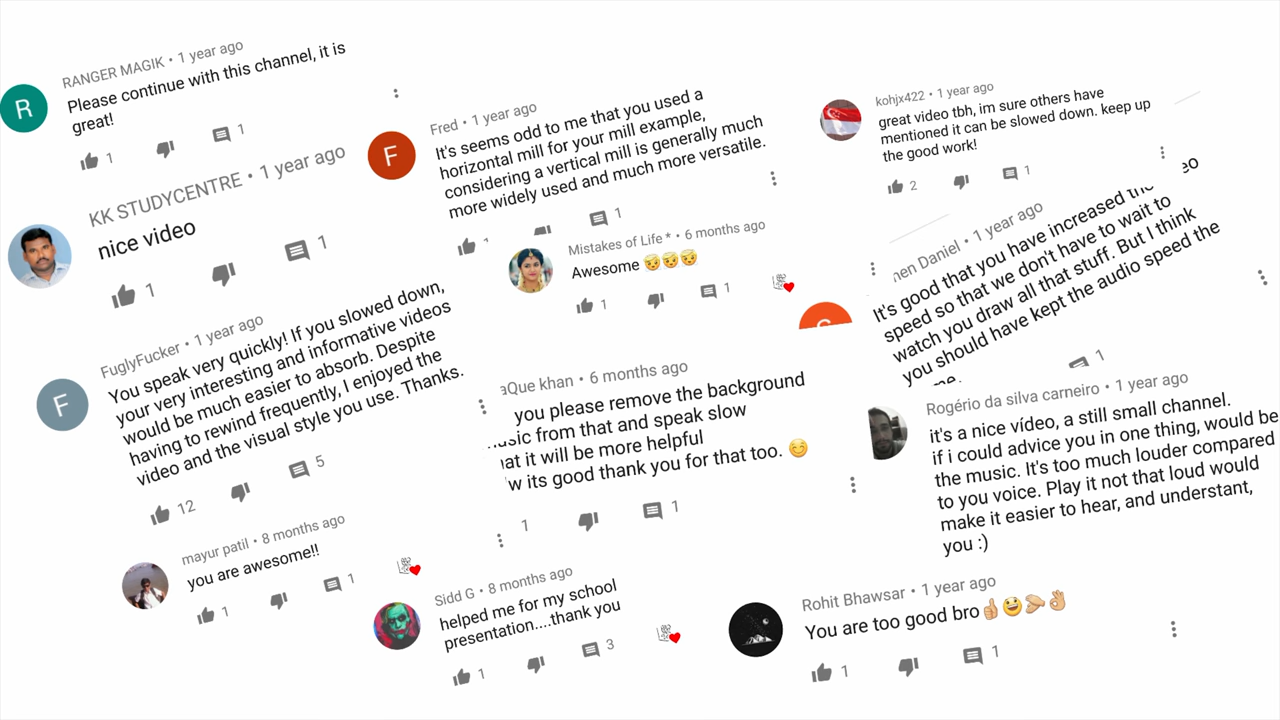 RANGER MAGIK • 1 year ago
Please continue with this channel, it is
great!
1
1
R
KK STUDYCENTRE • 1 year ago
nice video
1
1
FuglyFucker • 1 year ago
You speak very quickly! If you slowed down,
your very interesting and informative videos
would be much easier to absorb. Despite
having to rewind frequently, I enjoyed the
video and the visual style you use. Thanks.
12
5
F
mayur patil • 8 months ago
you are awesome!!
1
1
Fred • 1 year ago
It's seems odd to me that you used a
horizontal mill for your mill example,
considering a vertical mill is generally much
more widely used and much more versatile.
1
F
Mistakes of Life * • 6 months ago
Awesome 😇😇😇
1
1
aQue khan • 6 months ago
you please remove the background
music from that and speak slow
at it will be more helpful
w its good thank you for that too. 😊
1
1
Sidd G • 8 months ago
helped me for my school
presentation....thank you
1
3
kohjx422 • 1 year ago
great video tbh, im sure others have
mentioned it can be slowed down. keep up
the good work!
2
1
hen Daniel • 1 year ago
It's good that you have increased the eo
speed so that we don't have to wait to
watch you draw all that stuff. But I think
you should have kept the audio speed the
me.
1
Rogério da silva carneiro • 1 year ago
it's a nice vídeo, a still small channel.
if i could advice you in one thing, would be
the music. It's too much louder compared
to you voice. Play it not that loud would
make it easier to hear, and understant,
you :)
Rohit Bhawsar • 1 year ago
You are too good bro👍😃🫴👌
1
1